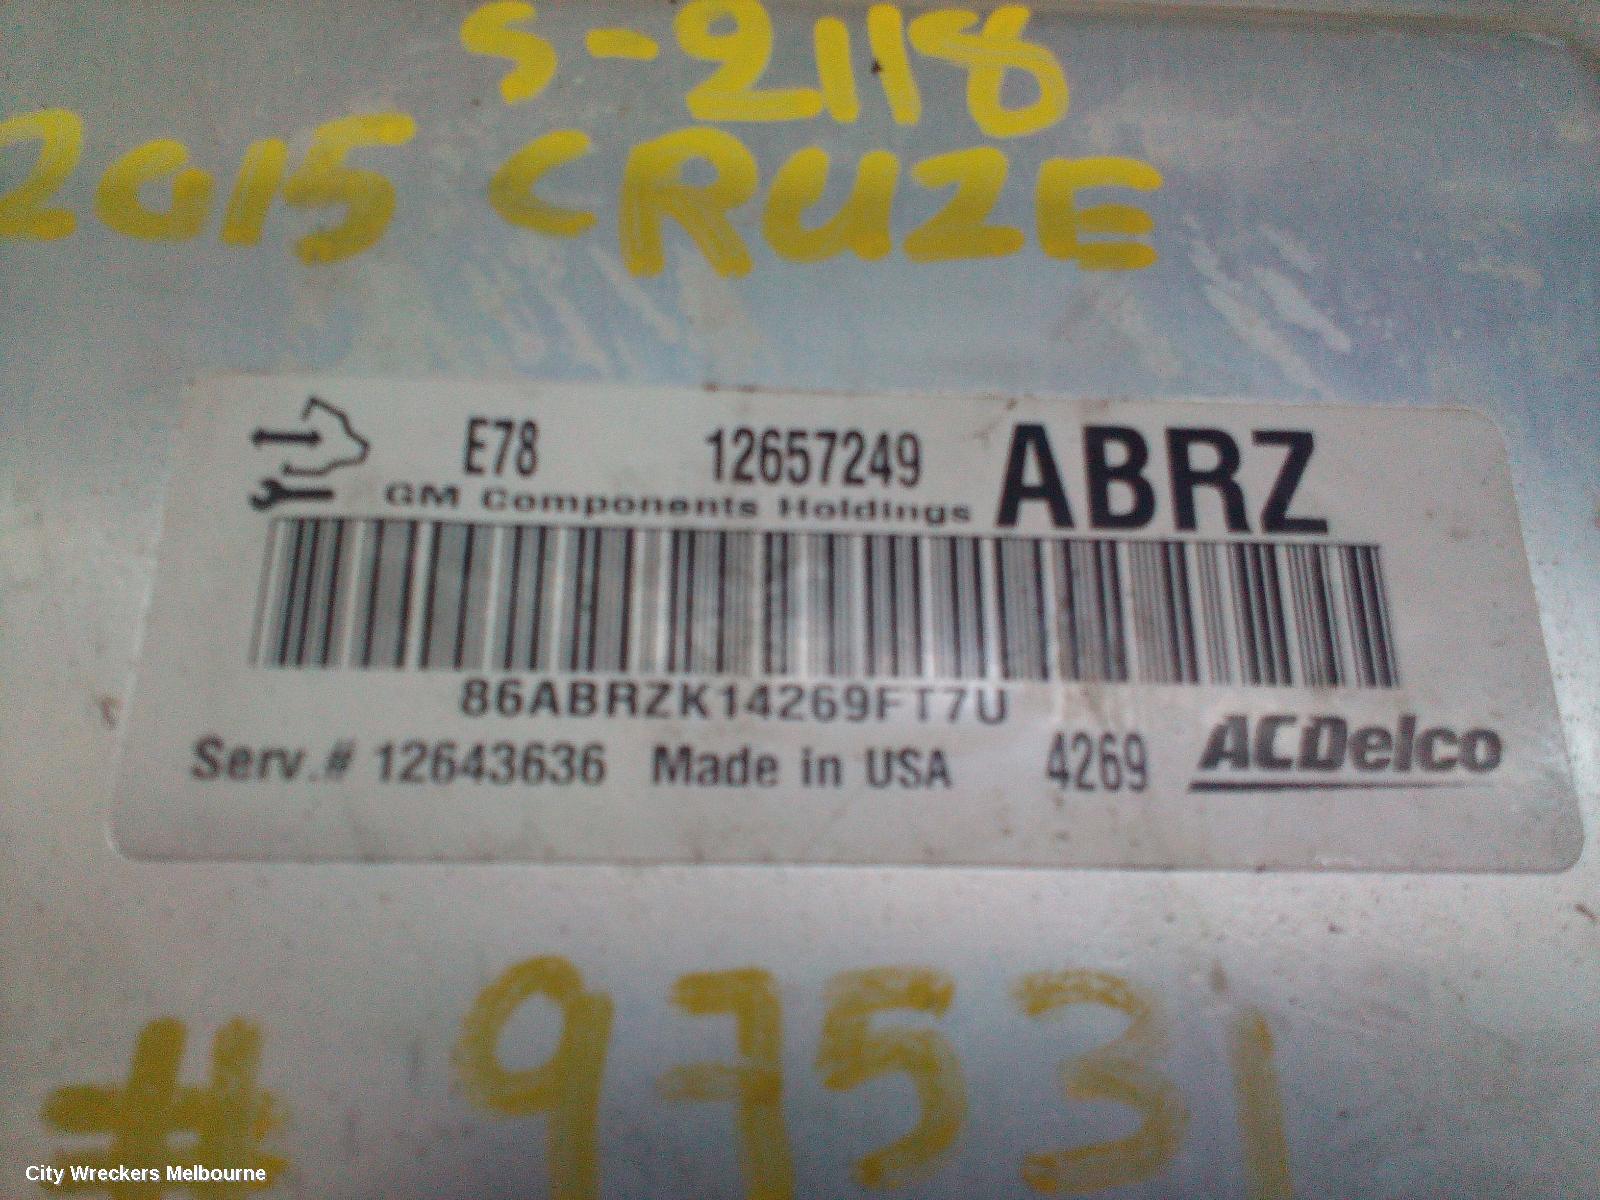 S-2118
2015 CRUZE
E78 12657249 ABRZ
GM Components Holdings
86ABRZK14269FT7U
Serv.# 12643636 Made in USA 4269 ACDelco
# 97531
City Wreckers Melbourne